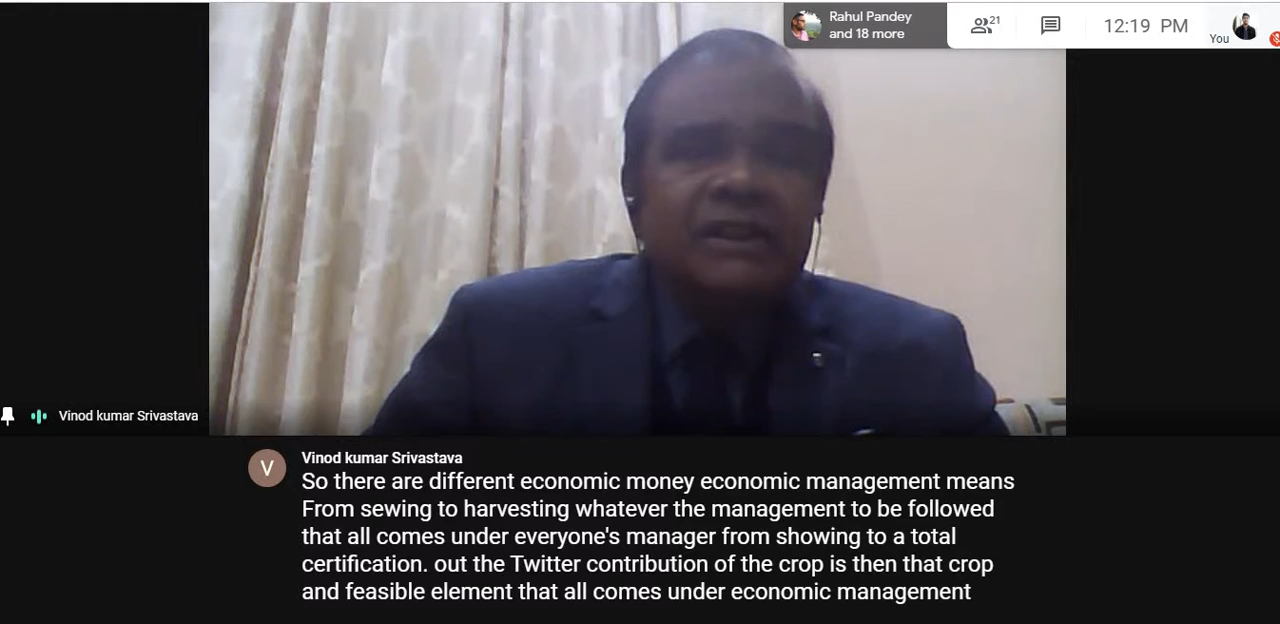 Rahul Pandey
and 18 more
21
12:19 PM
You
Vinod kumar Srivastava
V
Vinod kumar Srivastava
So there are different economic money economic management means
From sewing to harvesting whatever the management to be followed
that all comes under everyone's manager from showing to a total
certification. out the Twitter contribution of the crop is then that crop
and feasible element that all comes under economic management